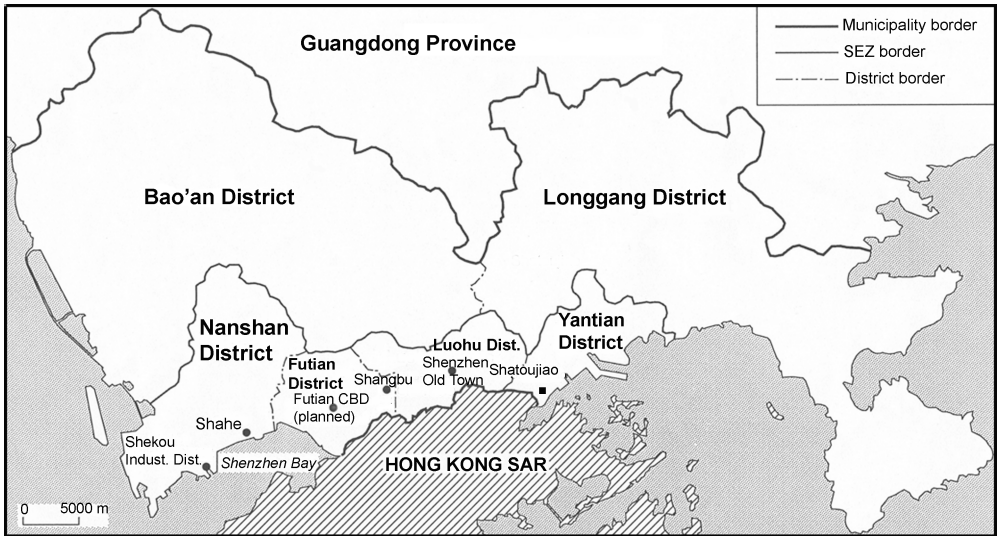 Guangdong Province
Municipality border
SEZ border
District border
Bao’an District
Longgang District
Nanshan
District
Yantian
District
Luohu Dist.
Futian
District
Shenzhen
Old Town
Shatoujiao
Shangbu
Futian CBD
(planned)
Shahe
Shekou
Indust. Dist.
Shenzhen Bay
HONG KONG SAR
0 5000 m